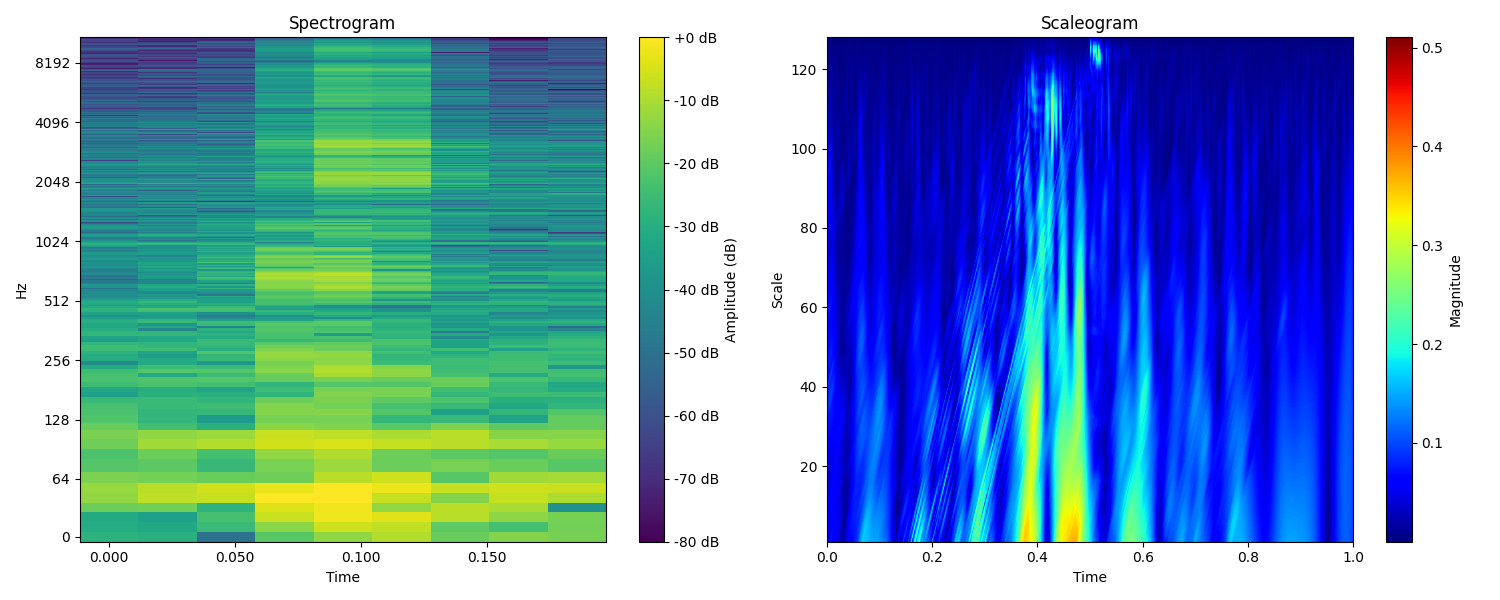 Spectrogram
Hz
8192
4096
2048
1024
512
256
128
64
0
0.000 0.050 0.100 0.150
Time
+0 dB
-10 dB
-20 dB
-30 dB
-40 dB
-50 dB
-60 dB
-70 dB
-80 dB
Amplitude (dB)
Scaleogram
Scale
120
100
80
60
40
20
0.0 0.2 0.4 0.6 0.8 1.0
Time
0.5
0.4
0.3
0.2
0.1
Magnitude